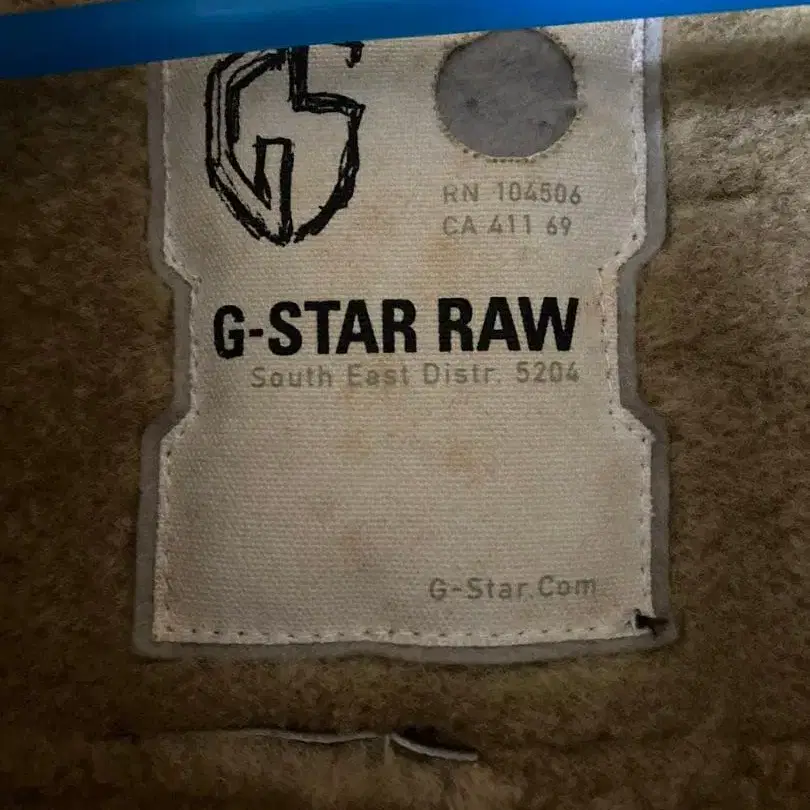 RN 104506
CA 411 69
G-STAR RAW
South East Distr. 5204
G-Star.Com